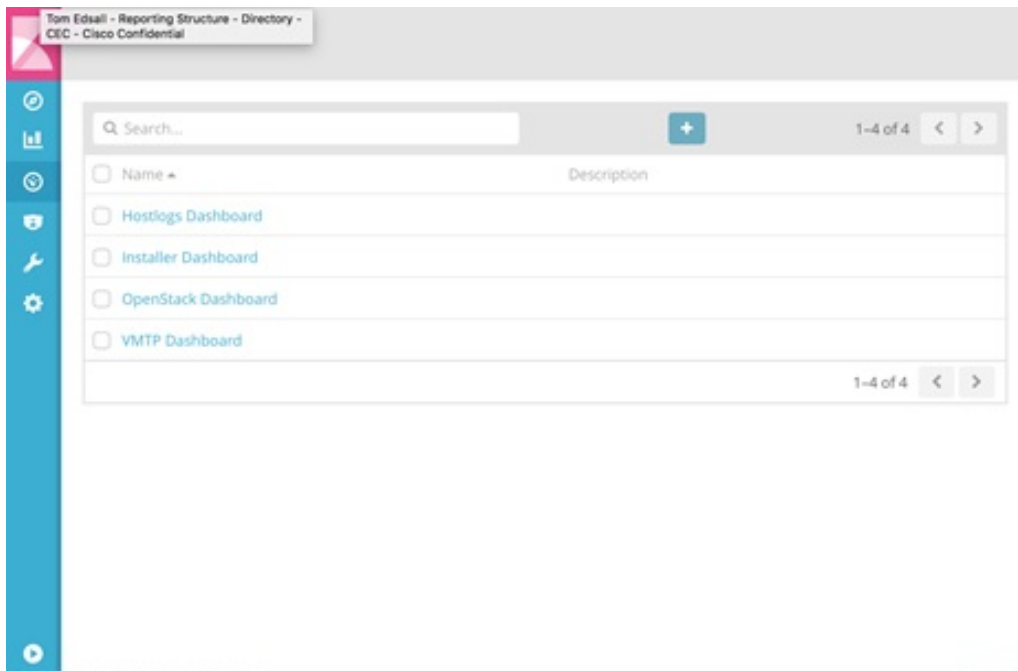 Tom Edsall - Reporting Structure - Directory -
CEC - Cisco Confidential
Search...
1–4 of 4
Name
Description
Hostlogs Dashboard
Installer Dashboard
OpenStack Dashboard
VMTP Dashboard
1–4 of 4